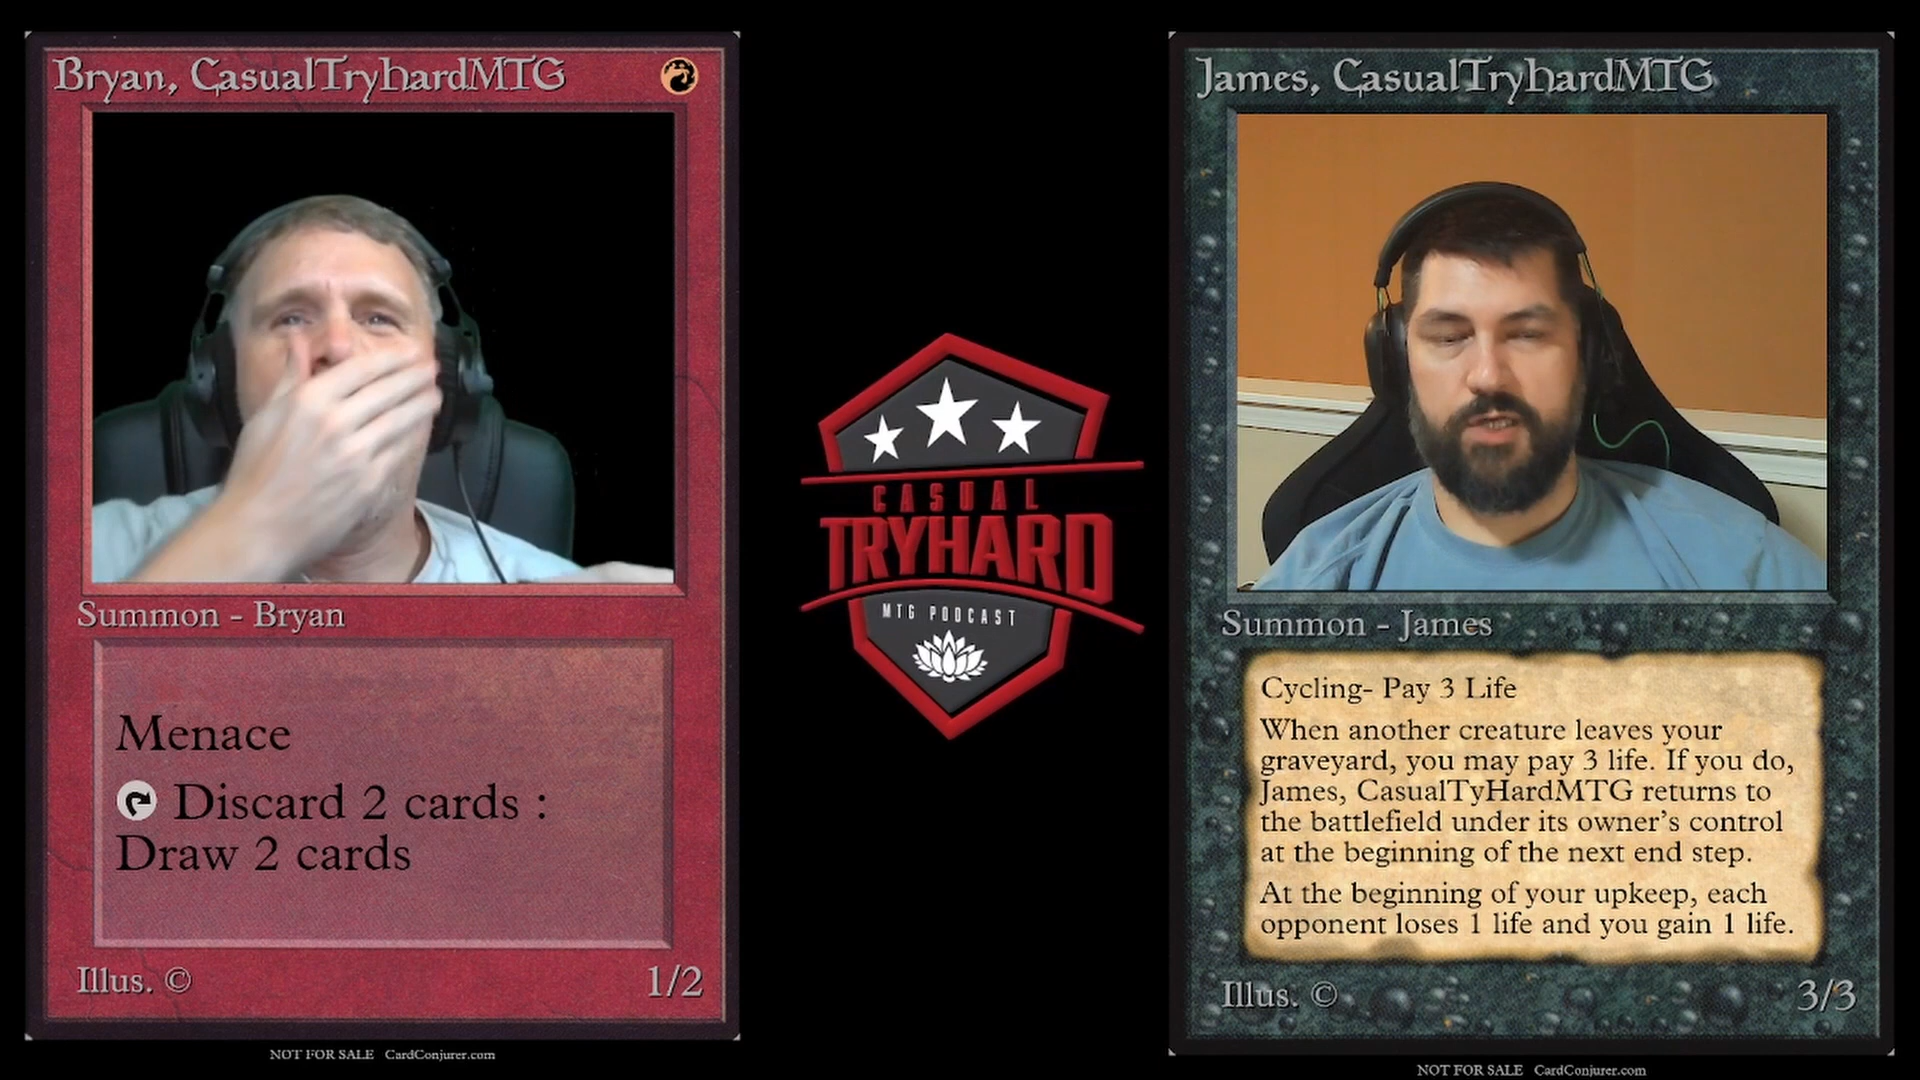 Bryan, CasualTryhardMTG
Summon - Bryan
Menace
Discard 2 cards :
Draw 2 cards
Illus. ©
1/2
NOT FOR SALE CardConjurer.com
CASUAL
TRYHARD
MTG PODCAST
James, CasualTryhardMTG
Summon - James
Cycling- Pay 3 Life
When another creature leaves your
graveyard, you may pay 3 life. If you do,
James, CasualTyHardMTG returns to
the battlefield under its owner's control
at the beginning of the next end step.
At the beginning of your upkeep, each
opponent loses 1 life and you gain 1 life.
Illus. ©
3/3
NOT FOR SALE CardConjurer.com